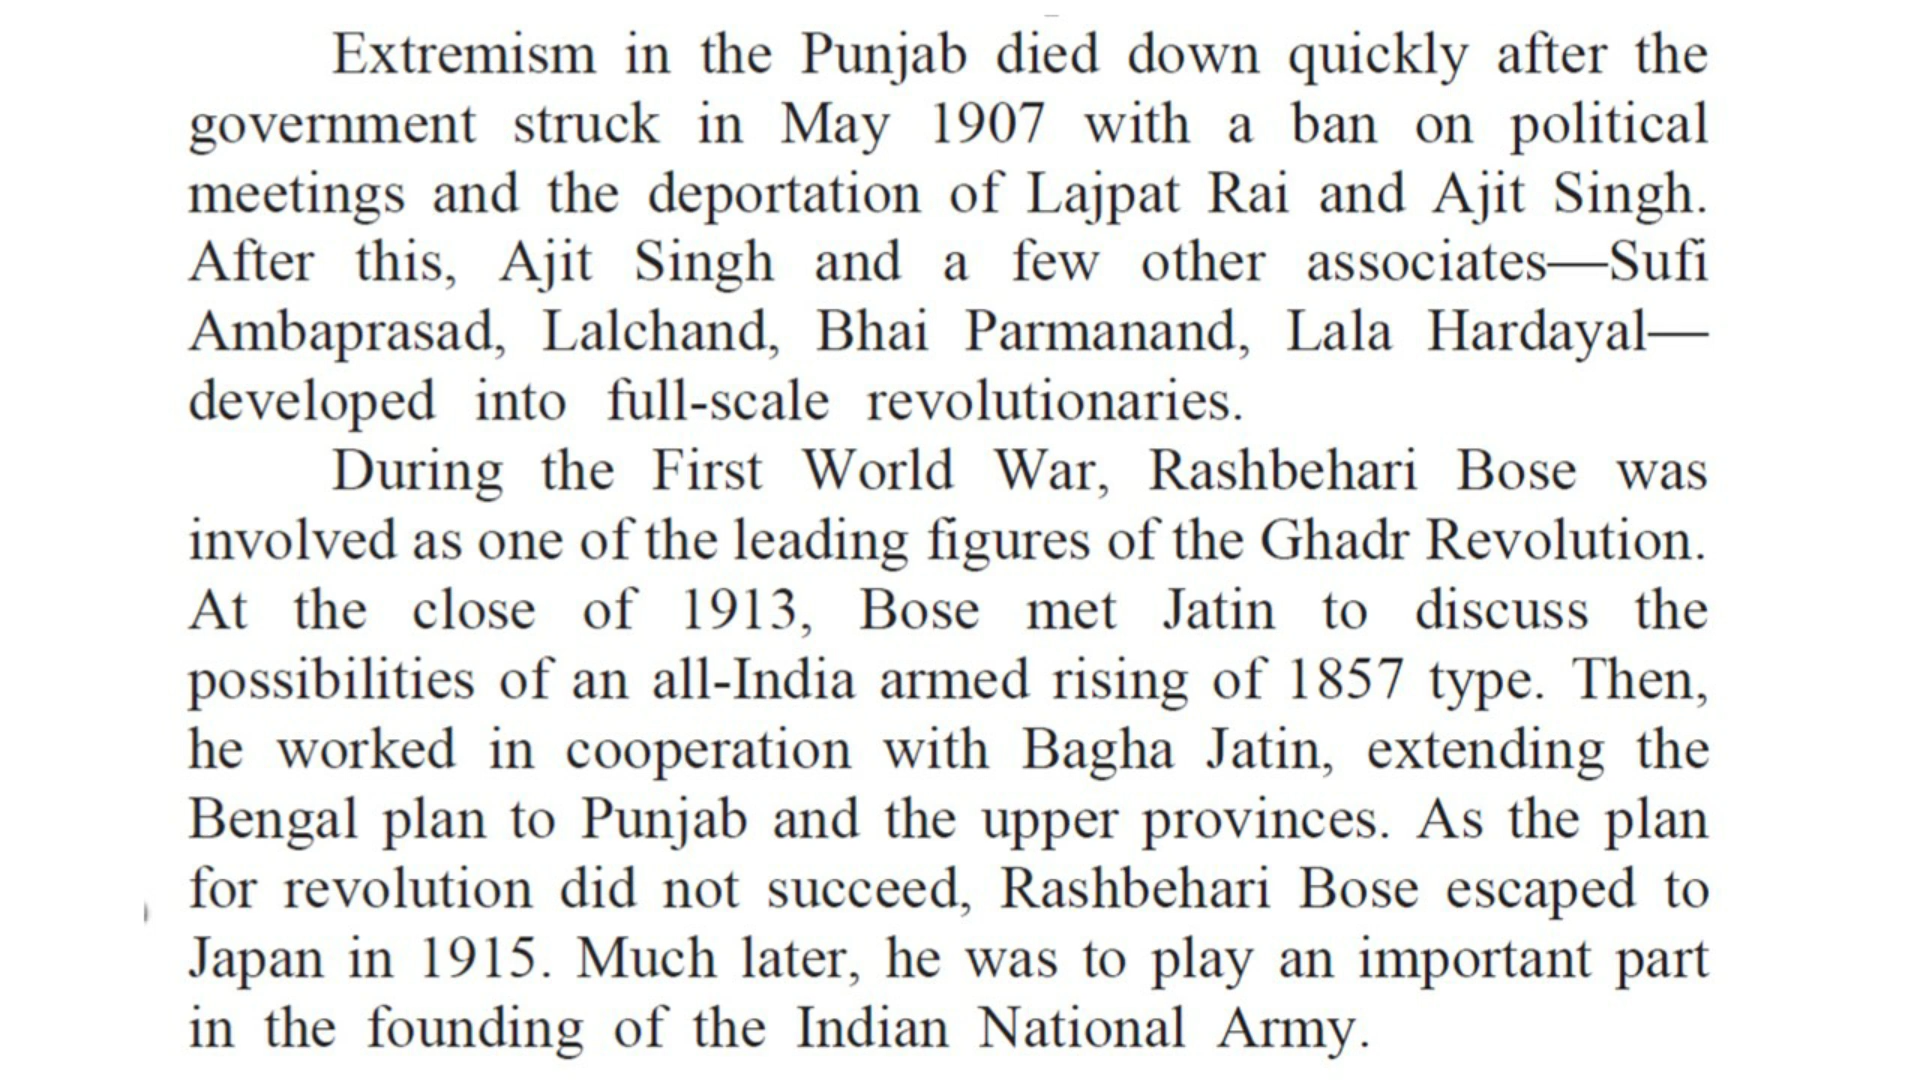 Extremism in the Punjab died down quickly after the
government struck in May 1907 with a ban on political
meetings and the deportation of Lajpat Rai and Ajit Singh.
After this, Ajit Singh and a few other associates—Sufi
Ambaprasad, Lalchand, Bhai Parmanand, Lala Hardayal—
developed into full-scale revolutionaries.
During the First World War, Rashbehari Bose was
involved as one of the leading figures of the Ghadr Revolution.
At the close of 1913, Bose met Jatin to discuss the
possibilities of an all-India armed rising of 1857 type. Then,
he worked in cooperation with Bagha Jatin, extending the
Bengal plan to Punjab and the upper provinces. As the plan
for revolution did not succeed, Rashbehari Bose escaped to
Japan in 1915. Much later, he was to play an important part
in the founding of the Indian National Army.